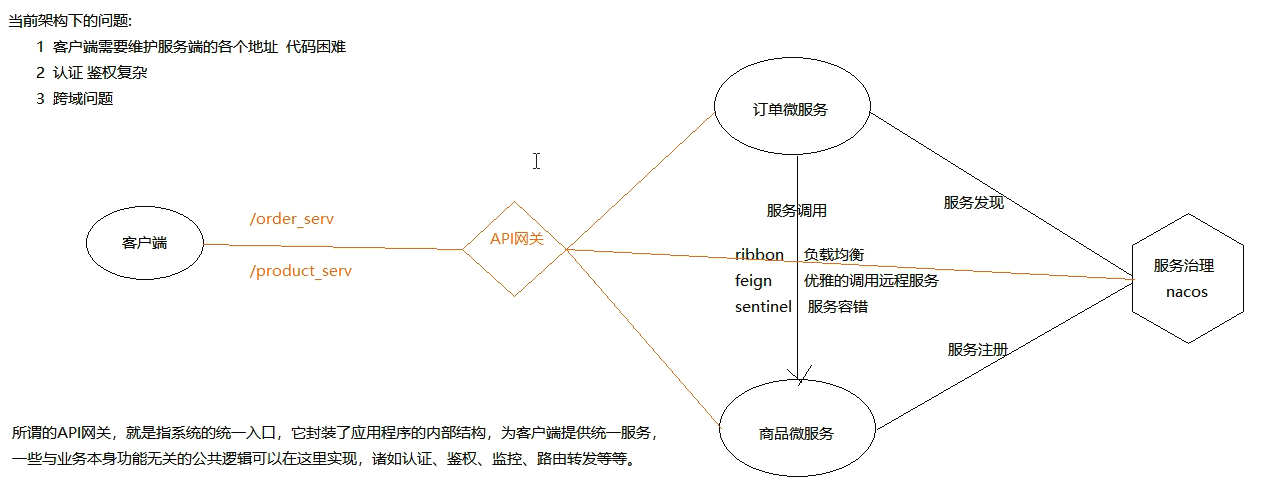 当前架构下的问题:
1 客户端需要维护服务端的各个地址 代码困难
2 认证 鉴权复杂
3 跨域问题
订单微服务
服务调用
服务发现
/order_serv
客户端
API网关
/product_serv
ribbon 负载均衡
feign 优雅的调用远程服务
sentinel 服务容错
服务治理
nacos
服务注册
商品微服务
所谓的API网关，就是指系统的统一入口，它封装了应用程序的内部结构，为客户端提供统一服务，
一些与业务本身功能无关的公共逻辑可以在这里实现，诸如认证、鉴权、监控、路由转发等等。